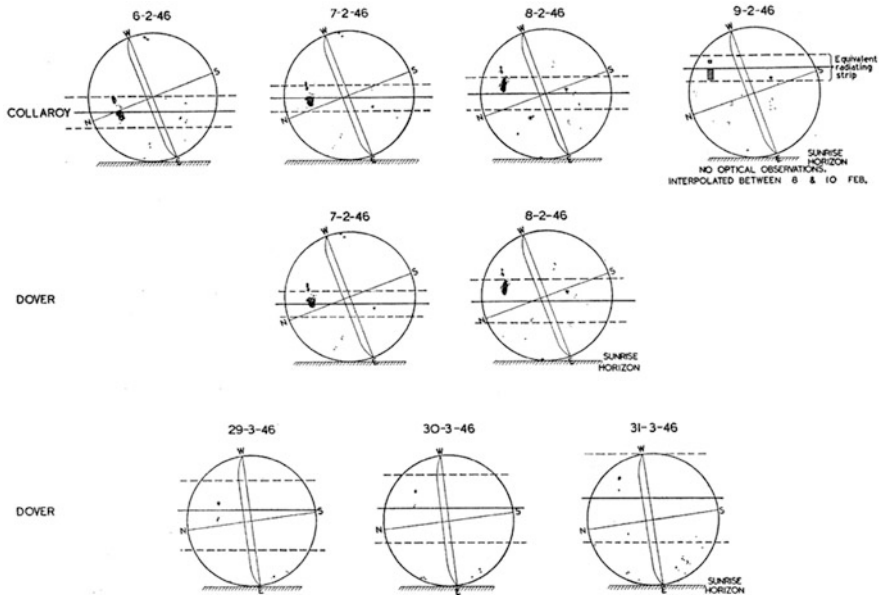 6-2-46 7-2-46 8-2-46 9-2-46
W W W W
Equivalent
radiating
strip
S S S S
COLLAROY
N N N N
E E E E
SUNRISE
HORIZON
NO OPTICAL OBSERVATIONS.
INTERPOLATED BETWEEN 8 & 10 FEB.
7-2-46 8-2-46
W W
S S
DOVER
N N
E E
SUNRISE
HORIZON
29-3-46 30-3-46 31-3-46
W W W
DOVER
N S N S N S
E E E
SUNRISE
HORIZON